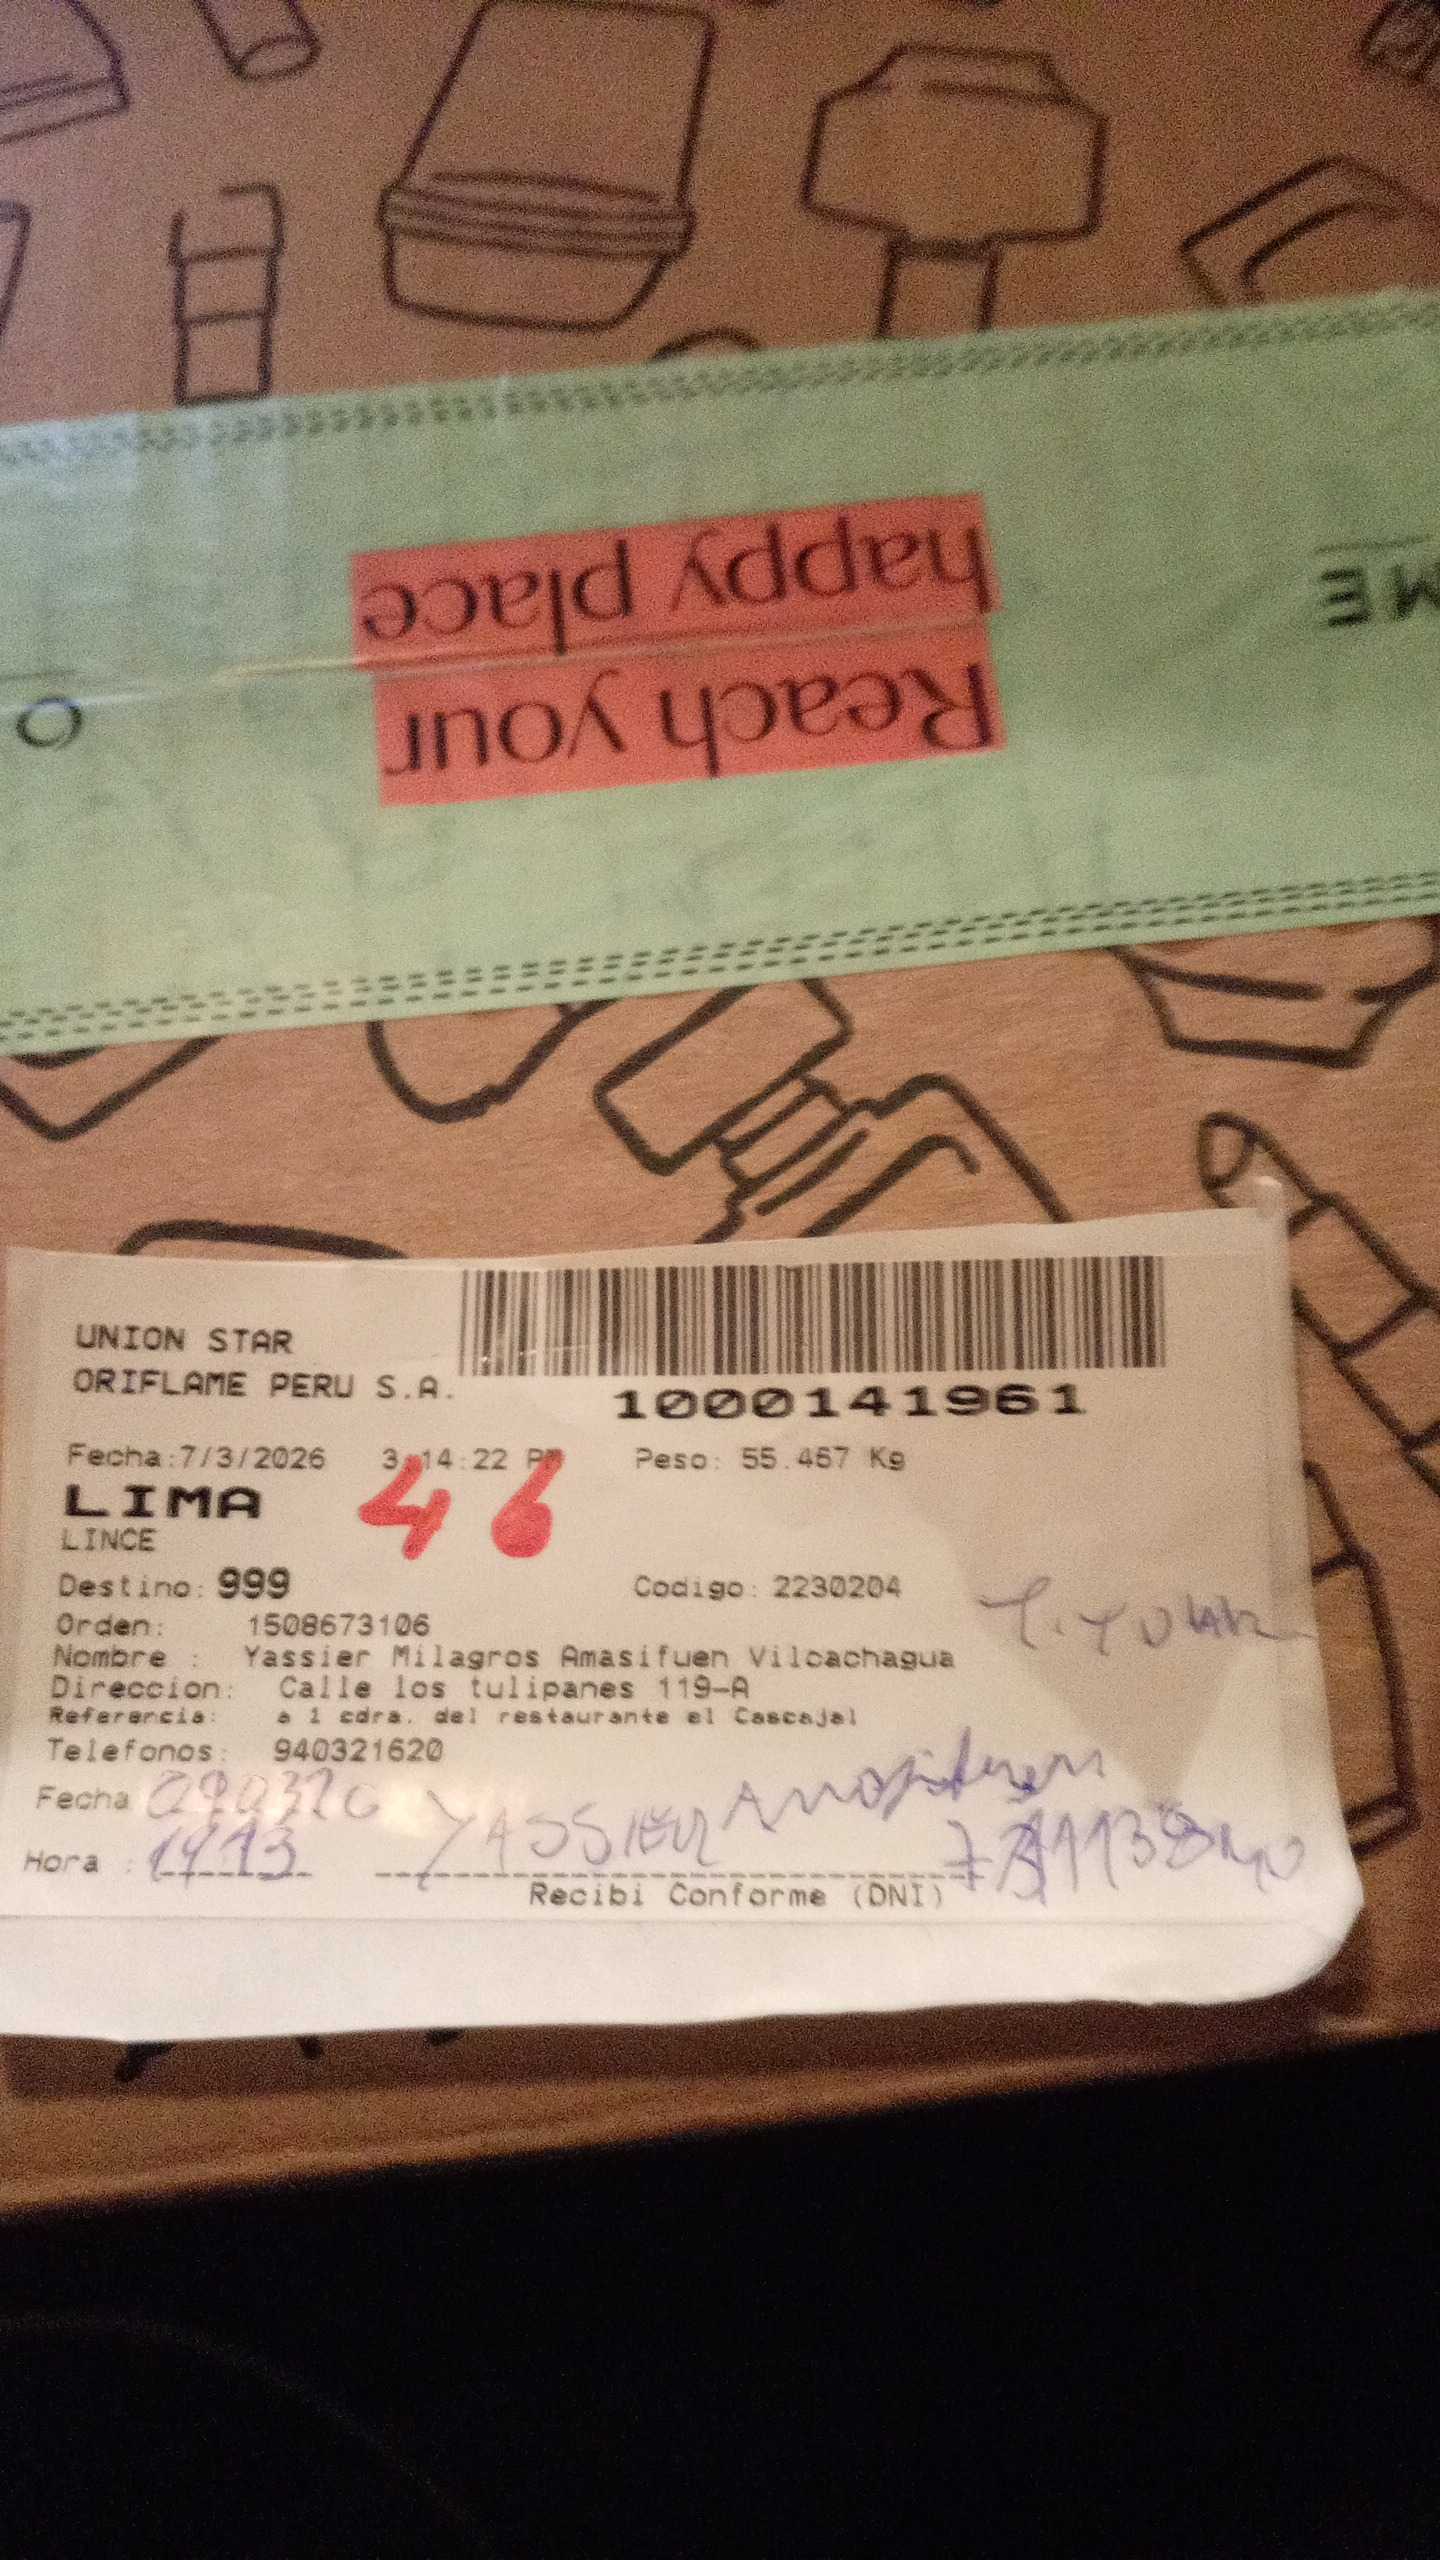 Reach your
happy place
ME
O
UNION STAR
ORIFLAME PERU S.A.
1000141961
Fecha:7/3/2026 3:14:22 PM Peso: 55.467 Kg
LIMA
46
LINCE
Destino: 999 Codigo: 2230204
Orden: 1508673106
Nombre : Yassier Milagros Amasifuen Vilcachagua
Direccion: Calle los tulipanes 119-A
Referencia: a 1 cdra. del restaurante el Cascajal
Telefonos: 940321620
Fecha
Hora : YASSIER
Recibi Conforme (DNI)